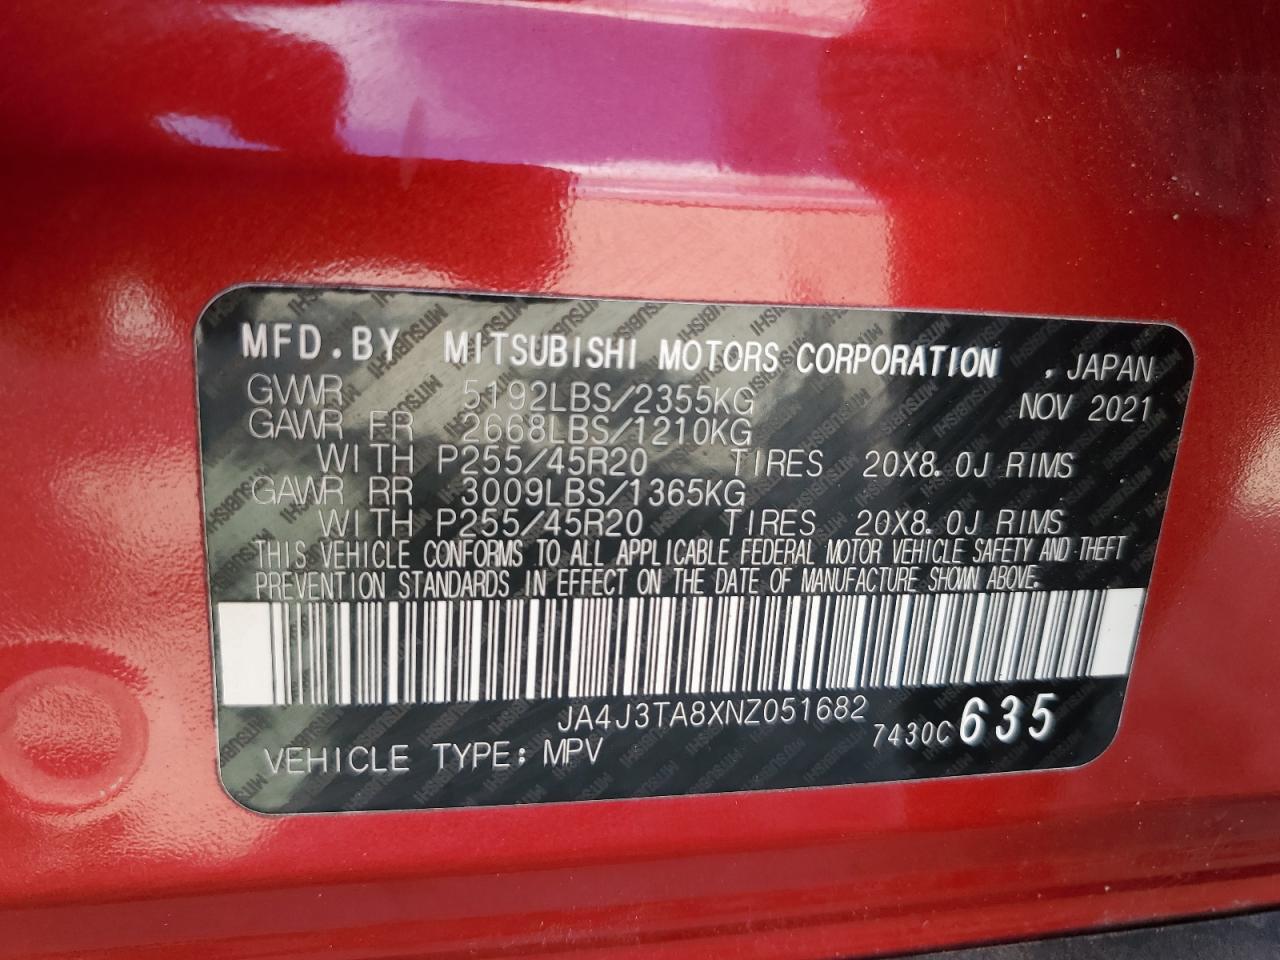 MFD.BY MITSUBISHI MOTORS CORPORATION , JAPAN
GVWR 5192LBS/2355KG NOV 2021
GAWR FR 2668LBS/1210KG
WITH P255/45R20 TIRES 20X8.0J RIMS
GAWR RR 3009LBS/1365KG
WITH P255/45R20 TIRES 20X8.0J RIMS
THIS VEHICLE CONFORMS TO ALL APPLICABLE FEDERAL MOTOR VEHICLE SAFETY AND THEFT
PREVENTION STANDARDS IN EFFECT ON THE DATE OF MANUFACTURE SHOWN ABOVE.
JA4J3TA8XNZ051682
7430C 635
VEHICLE TYPE: MPV